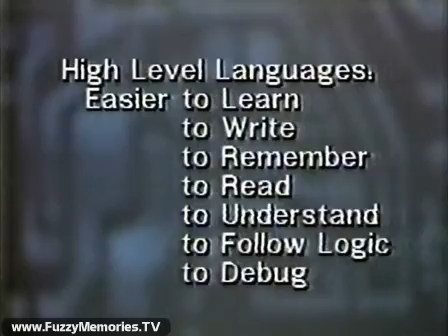 High Level Languages:
Easier to Learn
to Write
to Remember
to Read
to Understand
to Follow Logic
to Debug
www.FuzzyMemories.TV